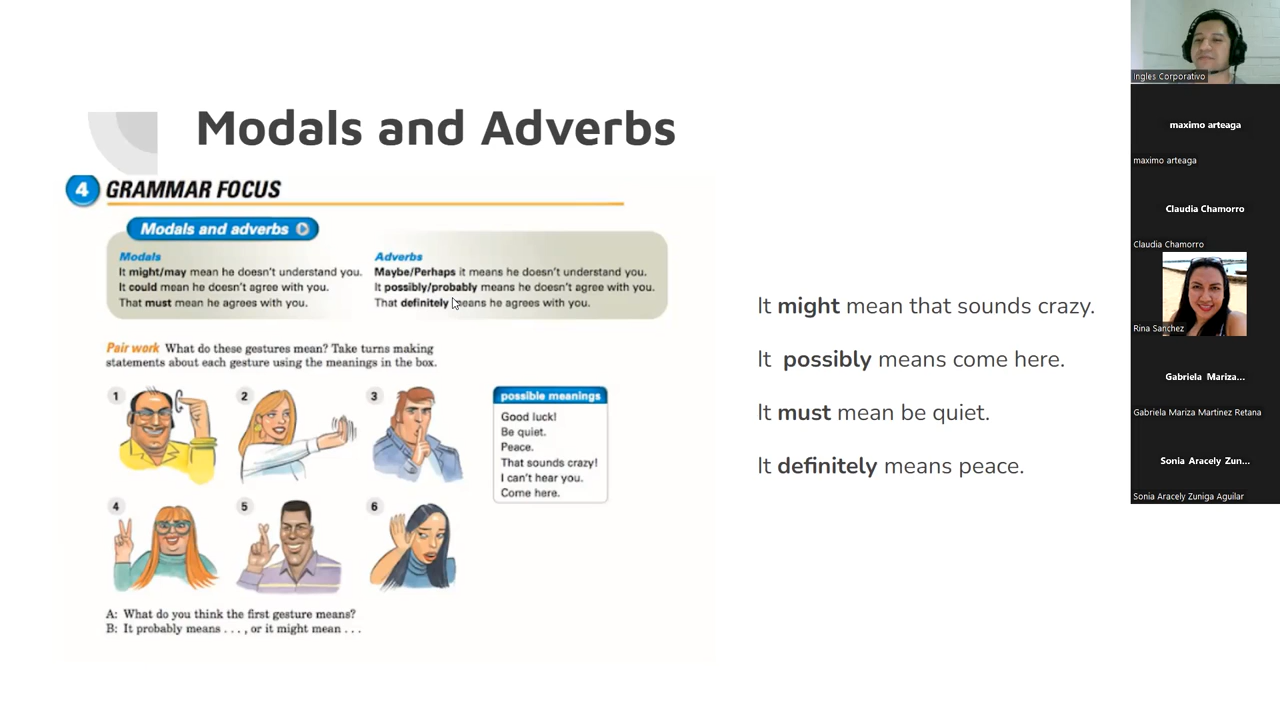 Modals and Adverbs
4 GRAMMAR FOCUS
Modals and adverbs
Modals
It might/may mean he doesn't understand you.
It could mean he doesn't agree with you.
That must mean he agrees with you.
Adverbs
Maybe/Perhaps it means he doesn't understand you.
It possibly/probably means he doesn't agree with you.
That definitely means he agrees with you.
Pair work What do these gestures mean? Take turns making
statements about each gesture using the meanings in the box.
1
2
3
4
5
6
possible meanings
Good luck!
Be quiet.
Peace.
That sounds crazy!
I can't hear you.
Come here.
A: What do you think the first gesture means?
B: It probably means . . . , or it might mean . . .
It might mean that sounds crazy.
It possibly means come here.
It must mean be quiet.
It definitely means peace.
Ingles Corporativo
maximo arteaga
maximo arteaga
Claudia Chamorro
Claudia Chamorro
Rina Sanchez
Gabriela Mariza...
Gabriela Mariza Martinez Retana
Sonia Aracely Zun...
Sonia Aracely Zuniga Aguilar